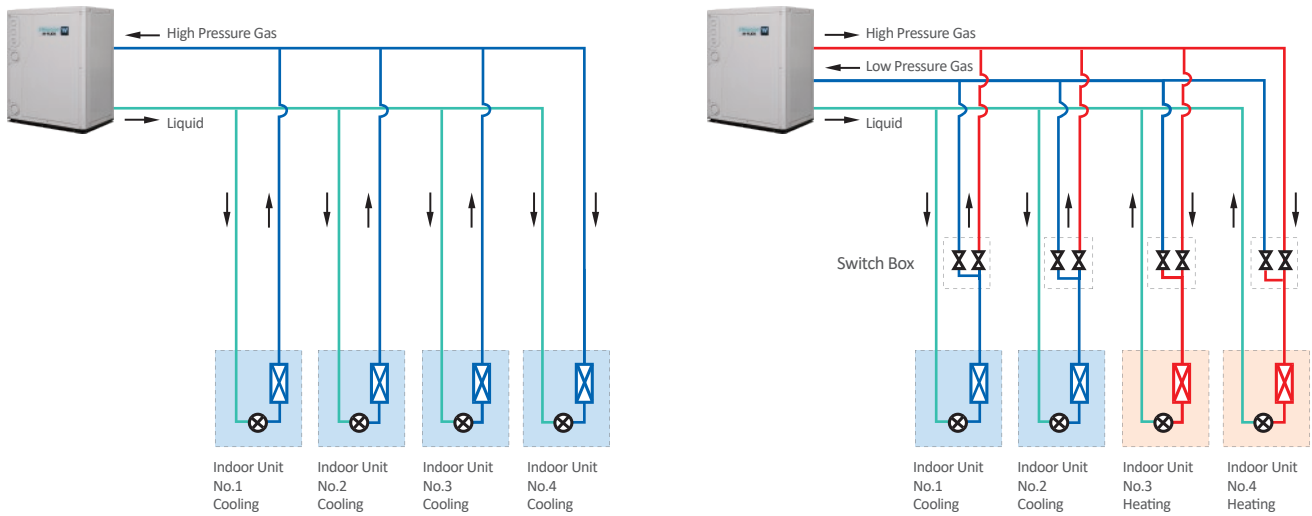 High Pressure Gas
Liquid
Indoor Unit
No.1
Cooling
Indoor Unit
No.2
Cooling
Indoor Unit
No.3
Cooling
Indoor Unit
No.4
Cooling
High Pressure Gas
Low Pressure Gas
Liquid
Switch Box
Indoor Unit
No.1
Cooling
Indoor Unit
No.2
Cooling
Indoor Unit
No.3
Heating
Indoor Unit
No.4
Heating